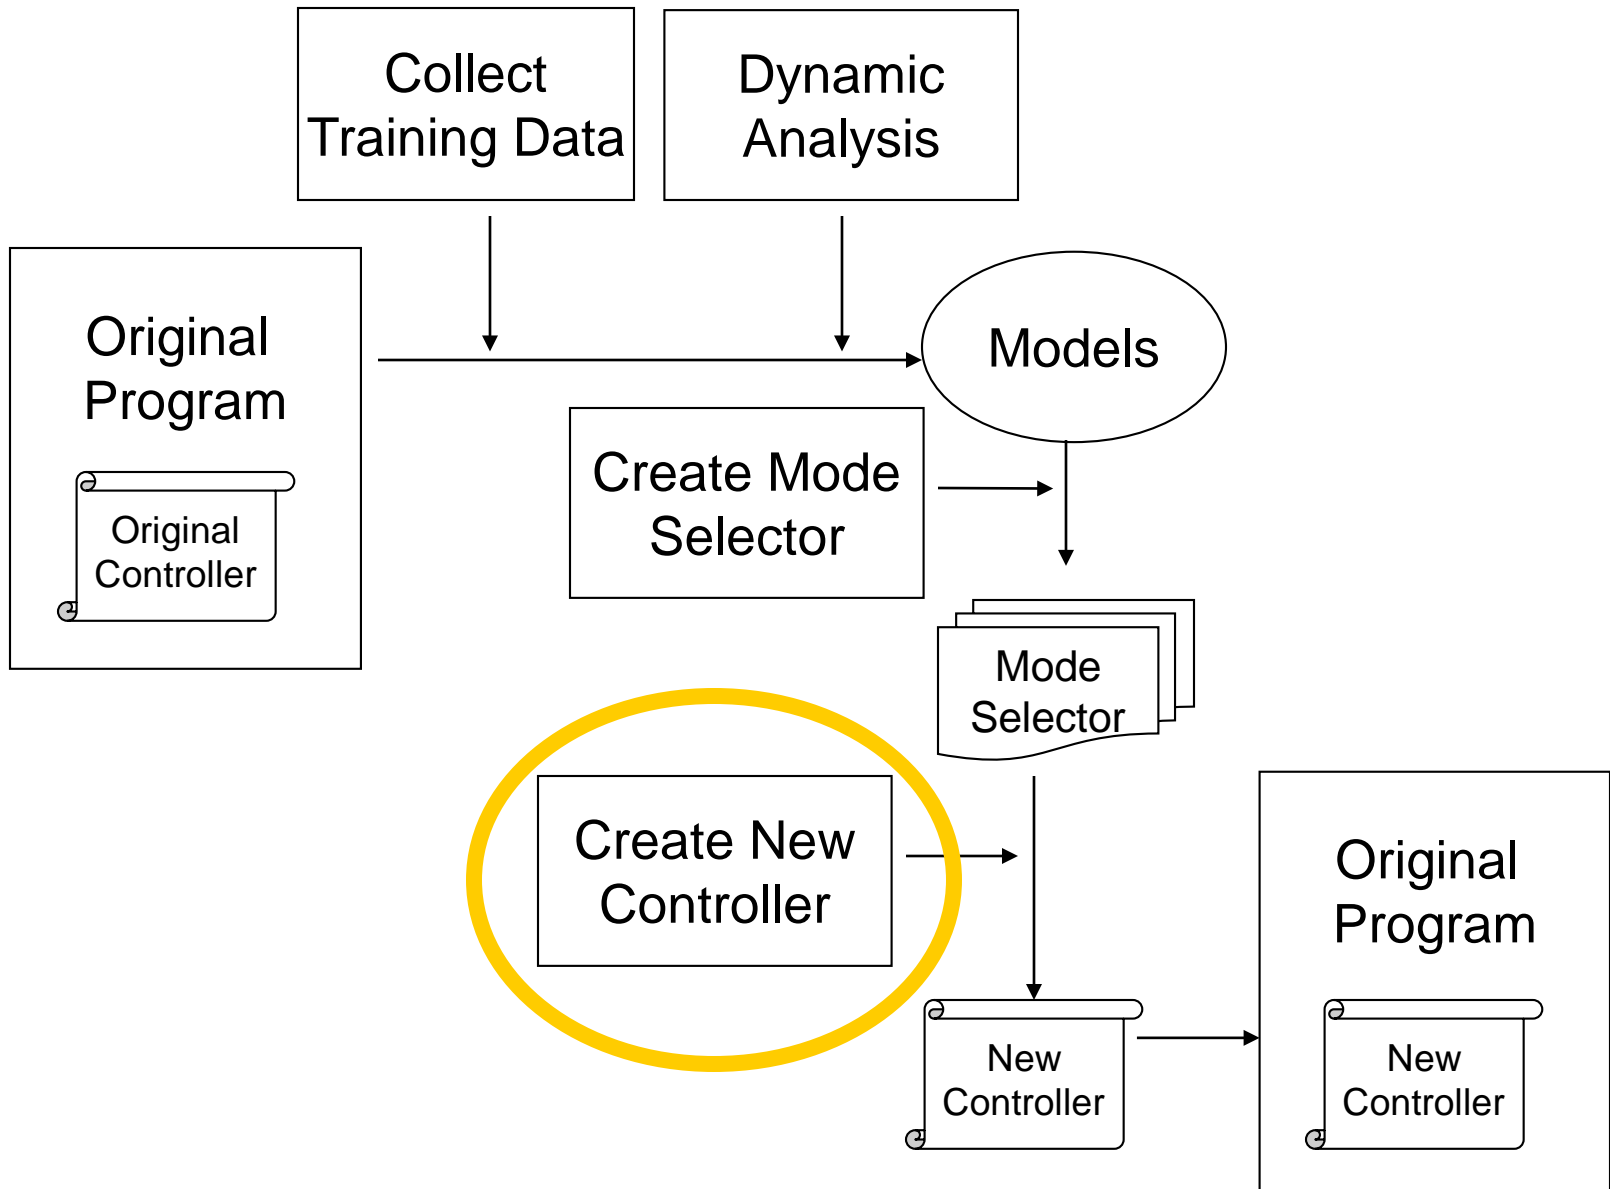 Collect
Training Data
Dynamic
Analysis
Original
Program
Original
Controller
Models
Create Mode
Selector
Mode
Selector
Create New
Controller
New
Controller
Original
Program
New
Controller